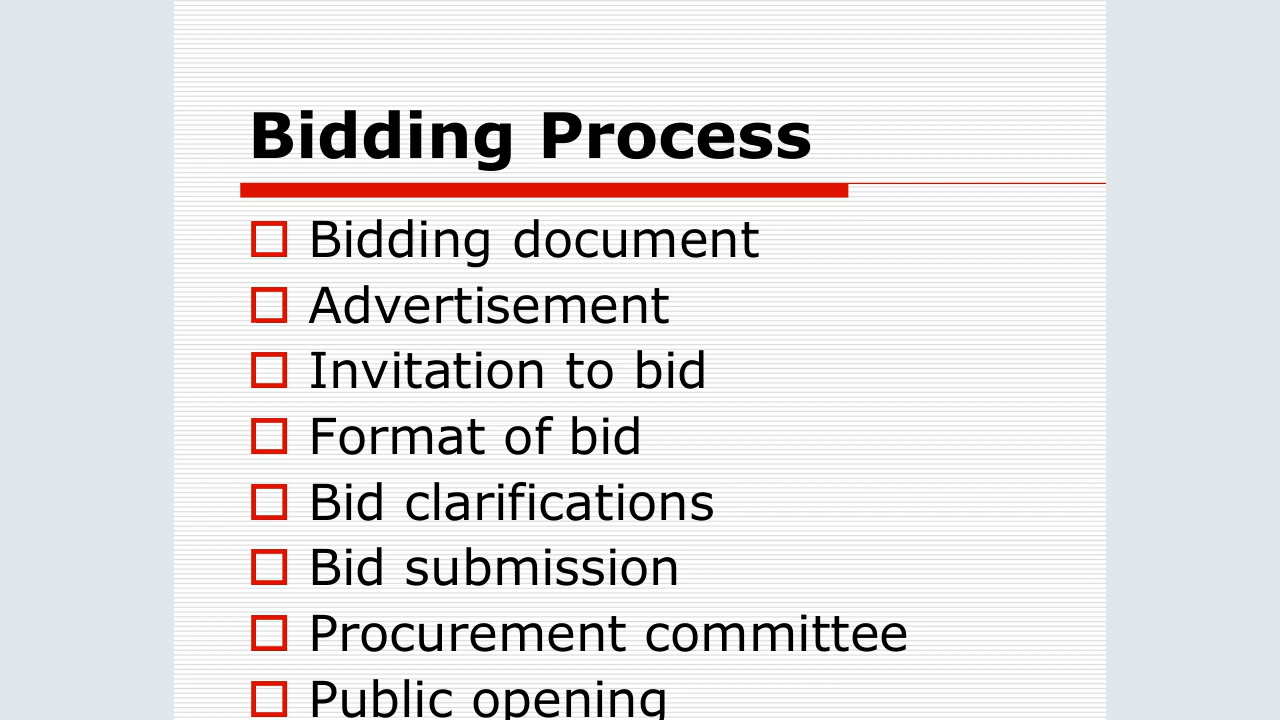 Bidding Process
Bidding document
Advertisement
Invitation to bid
Format of bid
Bid clarifications
Bid submission
Procurement committee
Public opening